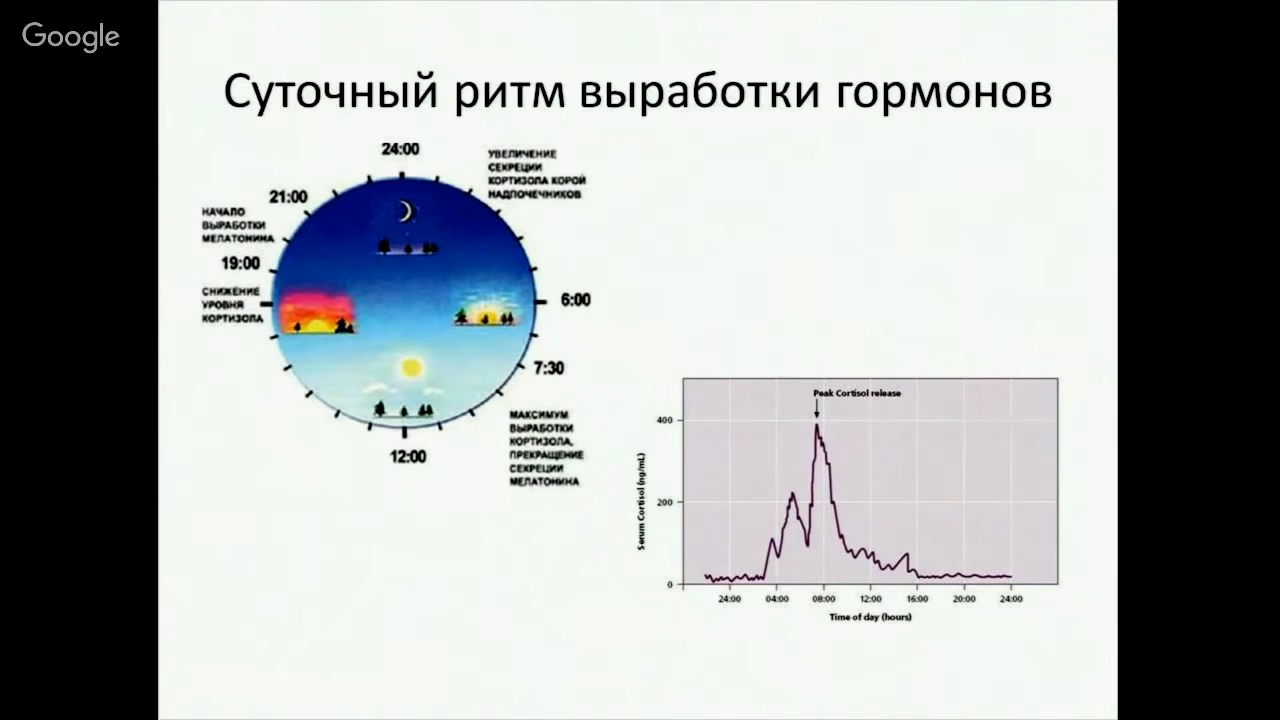 Google
Суточный ритм выработки гормонов
24:00
УВЕЛИЧЕНИЕ
СЕКРЕЦИИ
КОРТИЗОЛА КОРОЙ
НАДПОЧЕЧНИКОВ
21:00
НАЧАЛО
ВЫРАБОТКИ
МЕЛАТОНИНА
19:00
СНИЖЕНИЕ
УРОВНЯ
КОРТИЗОЛА
6:00
7:30
МАКСИМУМ
ВЫРАБОТКИ
КОРТИЗОЛА,
ПРЕКРАЩЕНИЕ
СЕКРЕЦИИ
МЕЛАТОНИНА
12:00
Peak Cortisol release
400
200
0
Serum Cortisol (ng/mL)
24:00 04:00 08:00 12:00 16:00 20:00 24:00
Time of day (hours)